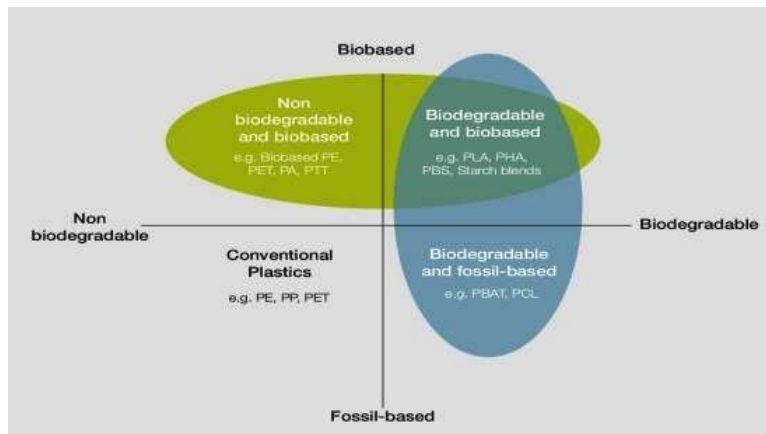 Biobased
Non
biodegradable
and biobased
e.g. Biobased PE,
PET, PA, PTT
Biodegradable
and biobased
e.g. PLA, PHA,
PBS, Starch blends
Non
biodegradable
Biodegradable
Conventional
Plastics
e.g. PE, PP, PET
Biodegradable
and fossil-based
e.g. PBAT, PCL
Fossil-based